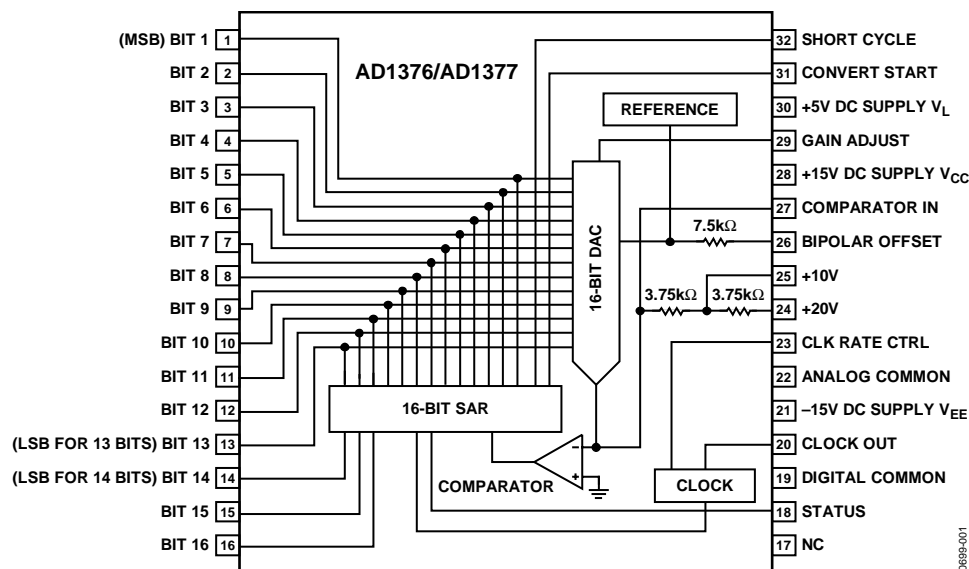 AD1376/AD1377
(MSB) BIT 1 1
BIT 2 2
BIT 3 3
BIT 4 4
BIT 5 5
BIT 6 6
BIT 7 7
BIT 8 8
BIT 9 9
BIT 10 10
BIT 11 11
BIT 12 12
(LSB FOR 13 BITS) BIT 13 13
(LSB FOR 14 BITS) BIT 14 14
BIT 15 15
BIT 16 16
REFERENCE
16-BIT DAC
7.5kΩ
3.75kΩ 3.75kΩ
16-BIT SAR
COMPARATOR
−
+
CLOCK
32 SHORT CYCLE
31 CONVERT START
30 +5V DC SUPPLY VL
29 GAIN ADJUST
28 +15V DC SUPPLY VCC
27 COMPARATOR IN
26 BIPOLAR OFFSET
25 +10V
24 +20V
23 CLK RATE CTRL
22 ANALOG COMMON
21 –15V DC SUPPLY VEE
20 CLOCK OUT
19 DIGITAL COMMON
18 STATUS
17 NC
0699-001